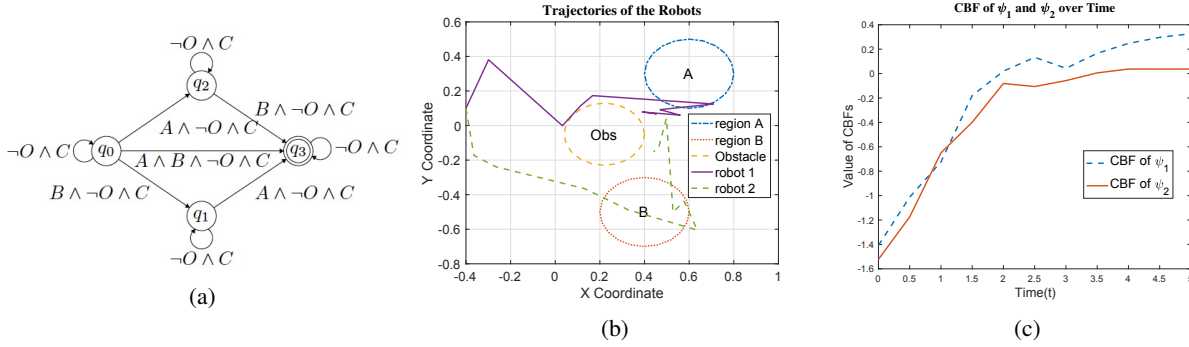 ¬O ∧ C
q₂
B ∧ ¬O ∧ C
A ∧ ¬O ∧ C
¬O ∧ C
q₀
A ∧ B ∧ ¬O ∧ C
q₃
¬O ∧ C
B ∧ ¬O ∧ C
A ∧ ¬O ∧ C
q₁
¬O ∧ C
(a)
Trajectories of the Robots
0.6
0.4
0.2
0
-0.2
-0.4
-0.6
-0.8
Y Coordinate
A
Obs
B
region A
region B
Obstacle
robot 1
robot 2
-0.4 -0.2 0 0.2 0.4 0.6 0.8 1
X Coordinate
(b)
CBF of ψ₁ and ψ₂ over Time
0.4
0.2
0
-0.2
-0.4
-0.6
-0.8
-1
-1.2
-1.4
-1.6
Value of CBFs
CBF of ψ₁
CBF of ψ₂
0 0.5 1 1.5 2 2.5 3 3.5 4 4.5 5
Time(t)
(c)